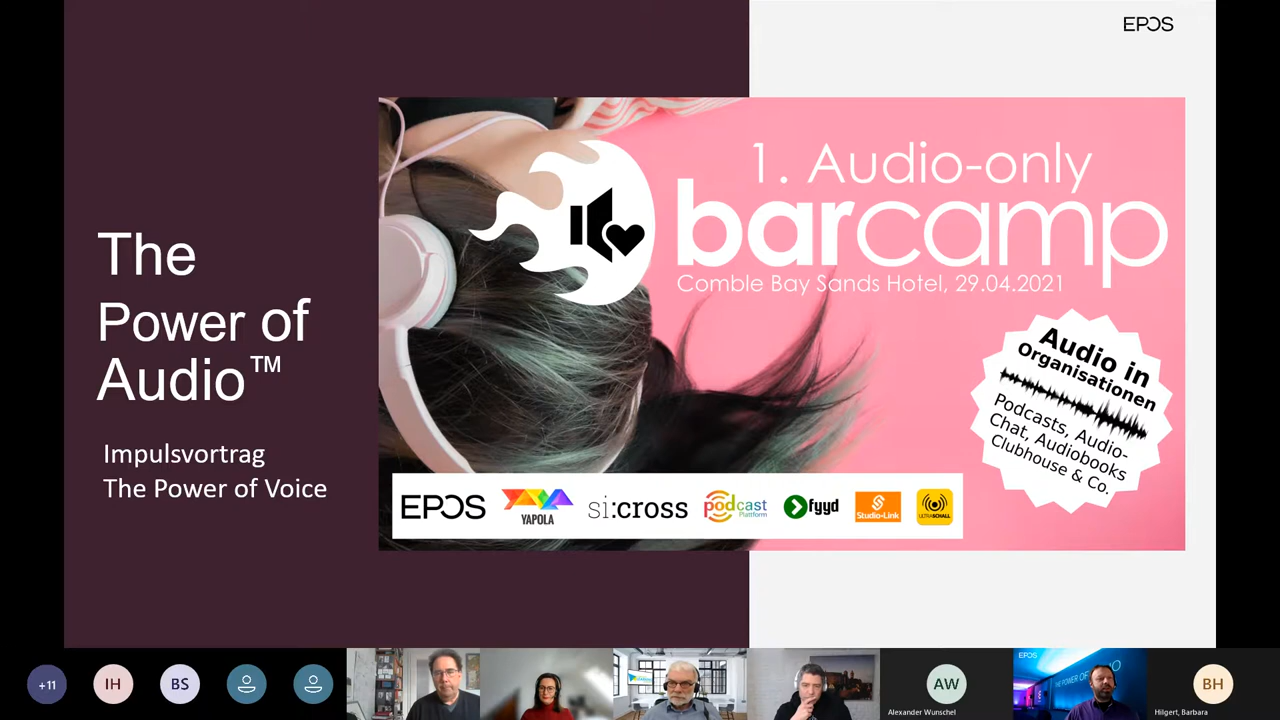 EPOS
The
Power of
Audio™
Impulsvortrag
The Power of Voice
1. Audio-only
barcamp
Comble Bay Sands Hotel, 29.04.2021
Audio in
Organisationen
Podcasts, Audio-
Chat, Audiobooks
Clubhouse & Co.
EPOS
YAPOLA
si:cross
podcast
Plattform
fyyd
Studio-Link
ULTRASCHALL
+11
IH
BS
AW
Alexander Wunschel
EPOS
BH
Hilgert, Barbara